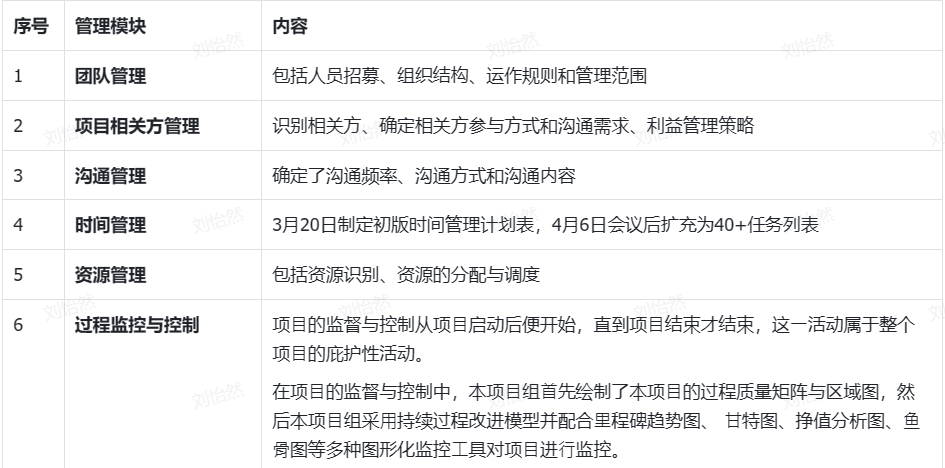 序号 管理模块 内容
1 团队管理 包括人员招募、组织结构、运作规则和管理范围
2 项目相关方管理 识别相关方、确定相关方参与方式和沟通需求、利益管理策略
3 沟通管理 确定了沟通频率、沟通方式和沟通内容
4 时间管理 3月20日制定初版时间管理计划表，4月6日会议后扩充为40+任务列表
5 资源管理 包括资源识别、资源的分配与调度
6 过程监控与控制 项目的监督与控制从项目启动后便开始，直到项目结束才结束，这一活动属于整个
项目的庇护性活动。
在项目的监督与控制中，本项目组首先绘制了本项目的过程质量矩阵与区域图，然
后本项目组采用持续过程改进模型并配合里程碑趋势图、 甘特图、挣值分析图、鱼
骨图等多种图形化监控工具对项目进行监控。
刘怡然